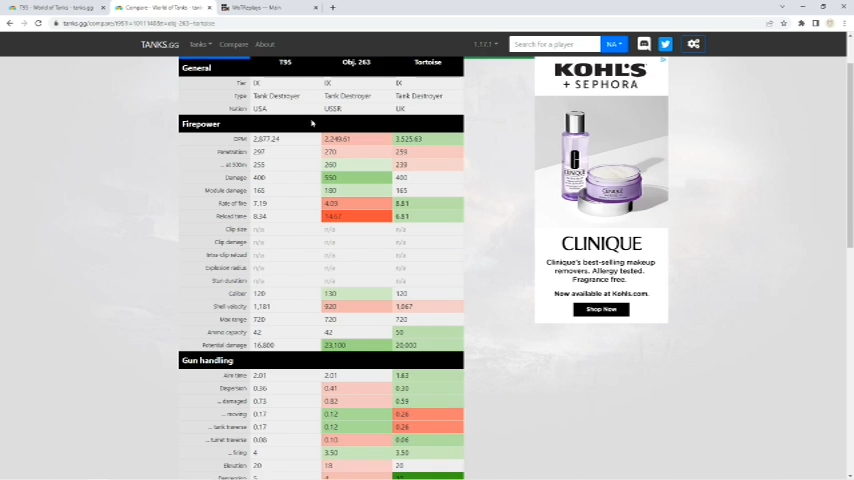 T95 - World of Tanks - tanks.gg
Compare - World of Tanks - tank
WoTReplays — Main
tanks.gg/compare/t95?t=10111488e=obj-263~tortoise
TANKS.GG
Tanks
Compare
About
1.17.1
Search for a player
NA
General T95 Obj. 263 Tortoise
Tier IX IX IX
Type Tank Destroyer Tank Destroyer Tank Destroyer
Nation USA USSR UK
Firepower
DPM 2,877.24 2,249.61 3,525.63
Penetration 297 270 259
... at 500m 255 260 239
Damage 400 550 400
Module damage 165 180 165
Rate of fire 7.19 4.09 8.81
Reload time 8.34 14.67 6.81
Clip size n/a n/a n/a
Clip damage n/a n/a n/a
Intra-clip reload n/a n/a n/a
Explosion radius n/a n/a n/a
Stun duration n/a n/a n/a
Caliber 120 130 120
Shell velocity 1,181 920 1,067
Max range 720 720 720
Ammo capacity 42 42 50
Potential damage 16,800 23,100 20,000
Gun handling
Aim time 2.01 2.01 1.63
Dispersion 0.36 0.41 0.30
... damaged 0.73 0.82 0.59
... moving 0.17 0.12 0.26
... tank traverse 0.17 0.12 0.26
... turret traverse 0.08 0.10 0.06
... firing 4 3.50 3.50
Elevation 20 18 20
Depression 5 4 10
KOHL'S
+ SEPHORA
CLINIQUE
Clinique's best-selling makeup
removers. Allergy tested.
Fragrance free.
Now available at Kohls.com.
Shop Now